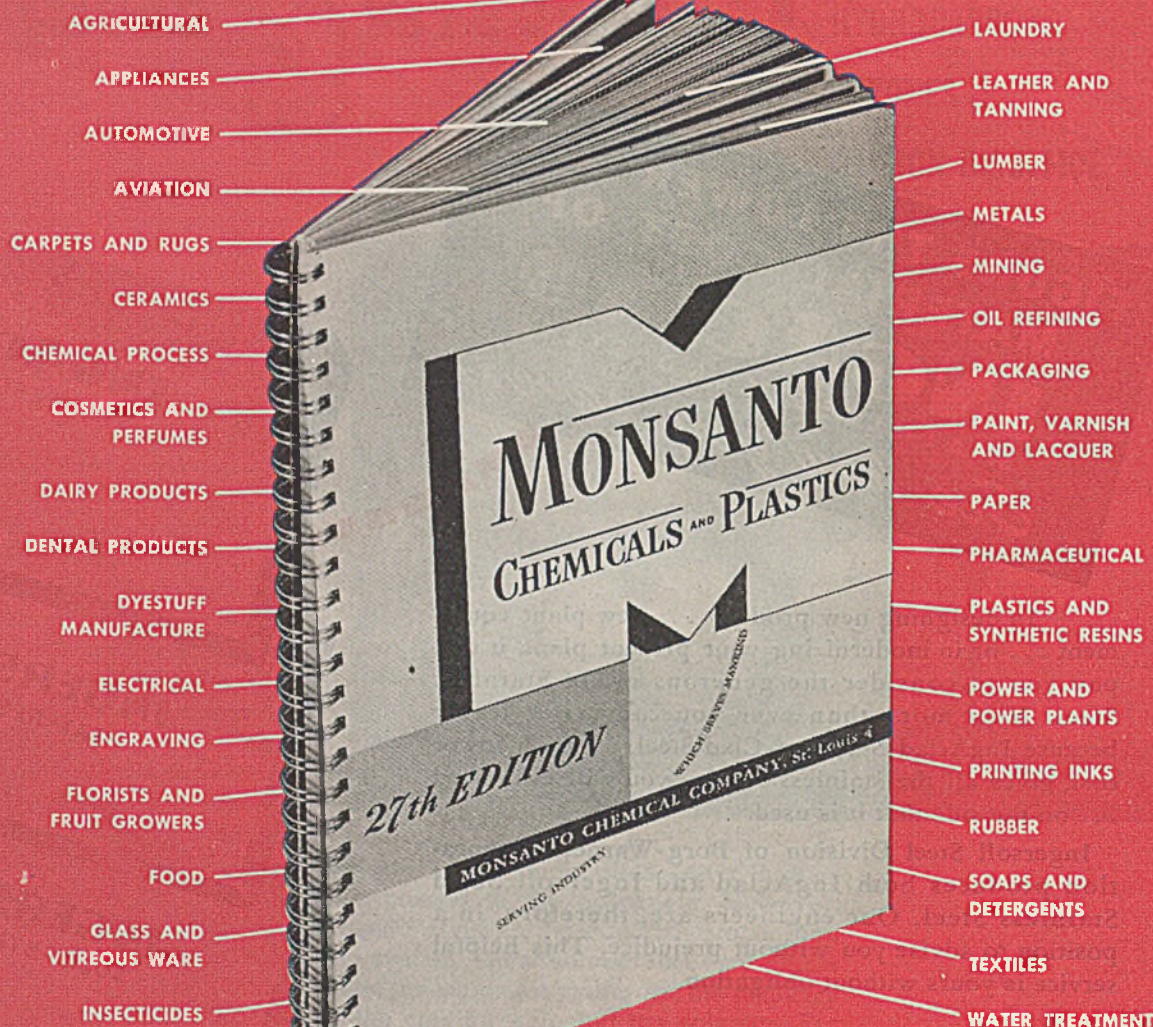 AGRICULTURAL
APPLIANCES
AUTOMOTIVE
AVIATION
CARPETS AND RUGS
CERAMICS
CHEMICAL PROCESS
COSMETICS AND
PERFUMES
DAIRY PRODUCTS
DENTAL PRODUCTS
DYESTUFF
MANUFACTURE
ELECTRICAL
ENGRAVING
FLORISTS AND
FRUIT GROWERS
FOOD
GLASS AND
VITREOUS WARE
INSECTICIDES
MONSANTO
CHEMICALS AND PLASTICS
27th EDITION
MONSANTO CHEMICAL COMPANY, St. Louis 4
SERVING INDUSTRY
WHICH SERVES MANKIND
LAUNDRY
LEATHER AND
TANNING
LUMBER
METALS
MINING
OIL REFINING
PACKAGING
PAINT, VARNISH
AND LACQUER
PAPER
PHARMACEUTICAL
PLASTICS AND
SYNTHETIC RESINS
POWER AND
POWER PLANTS
PRINTING INKS
RUBBER
SOAPS AND
DETERGENTS
TEXTILES
WATER TREATMENT